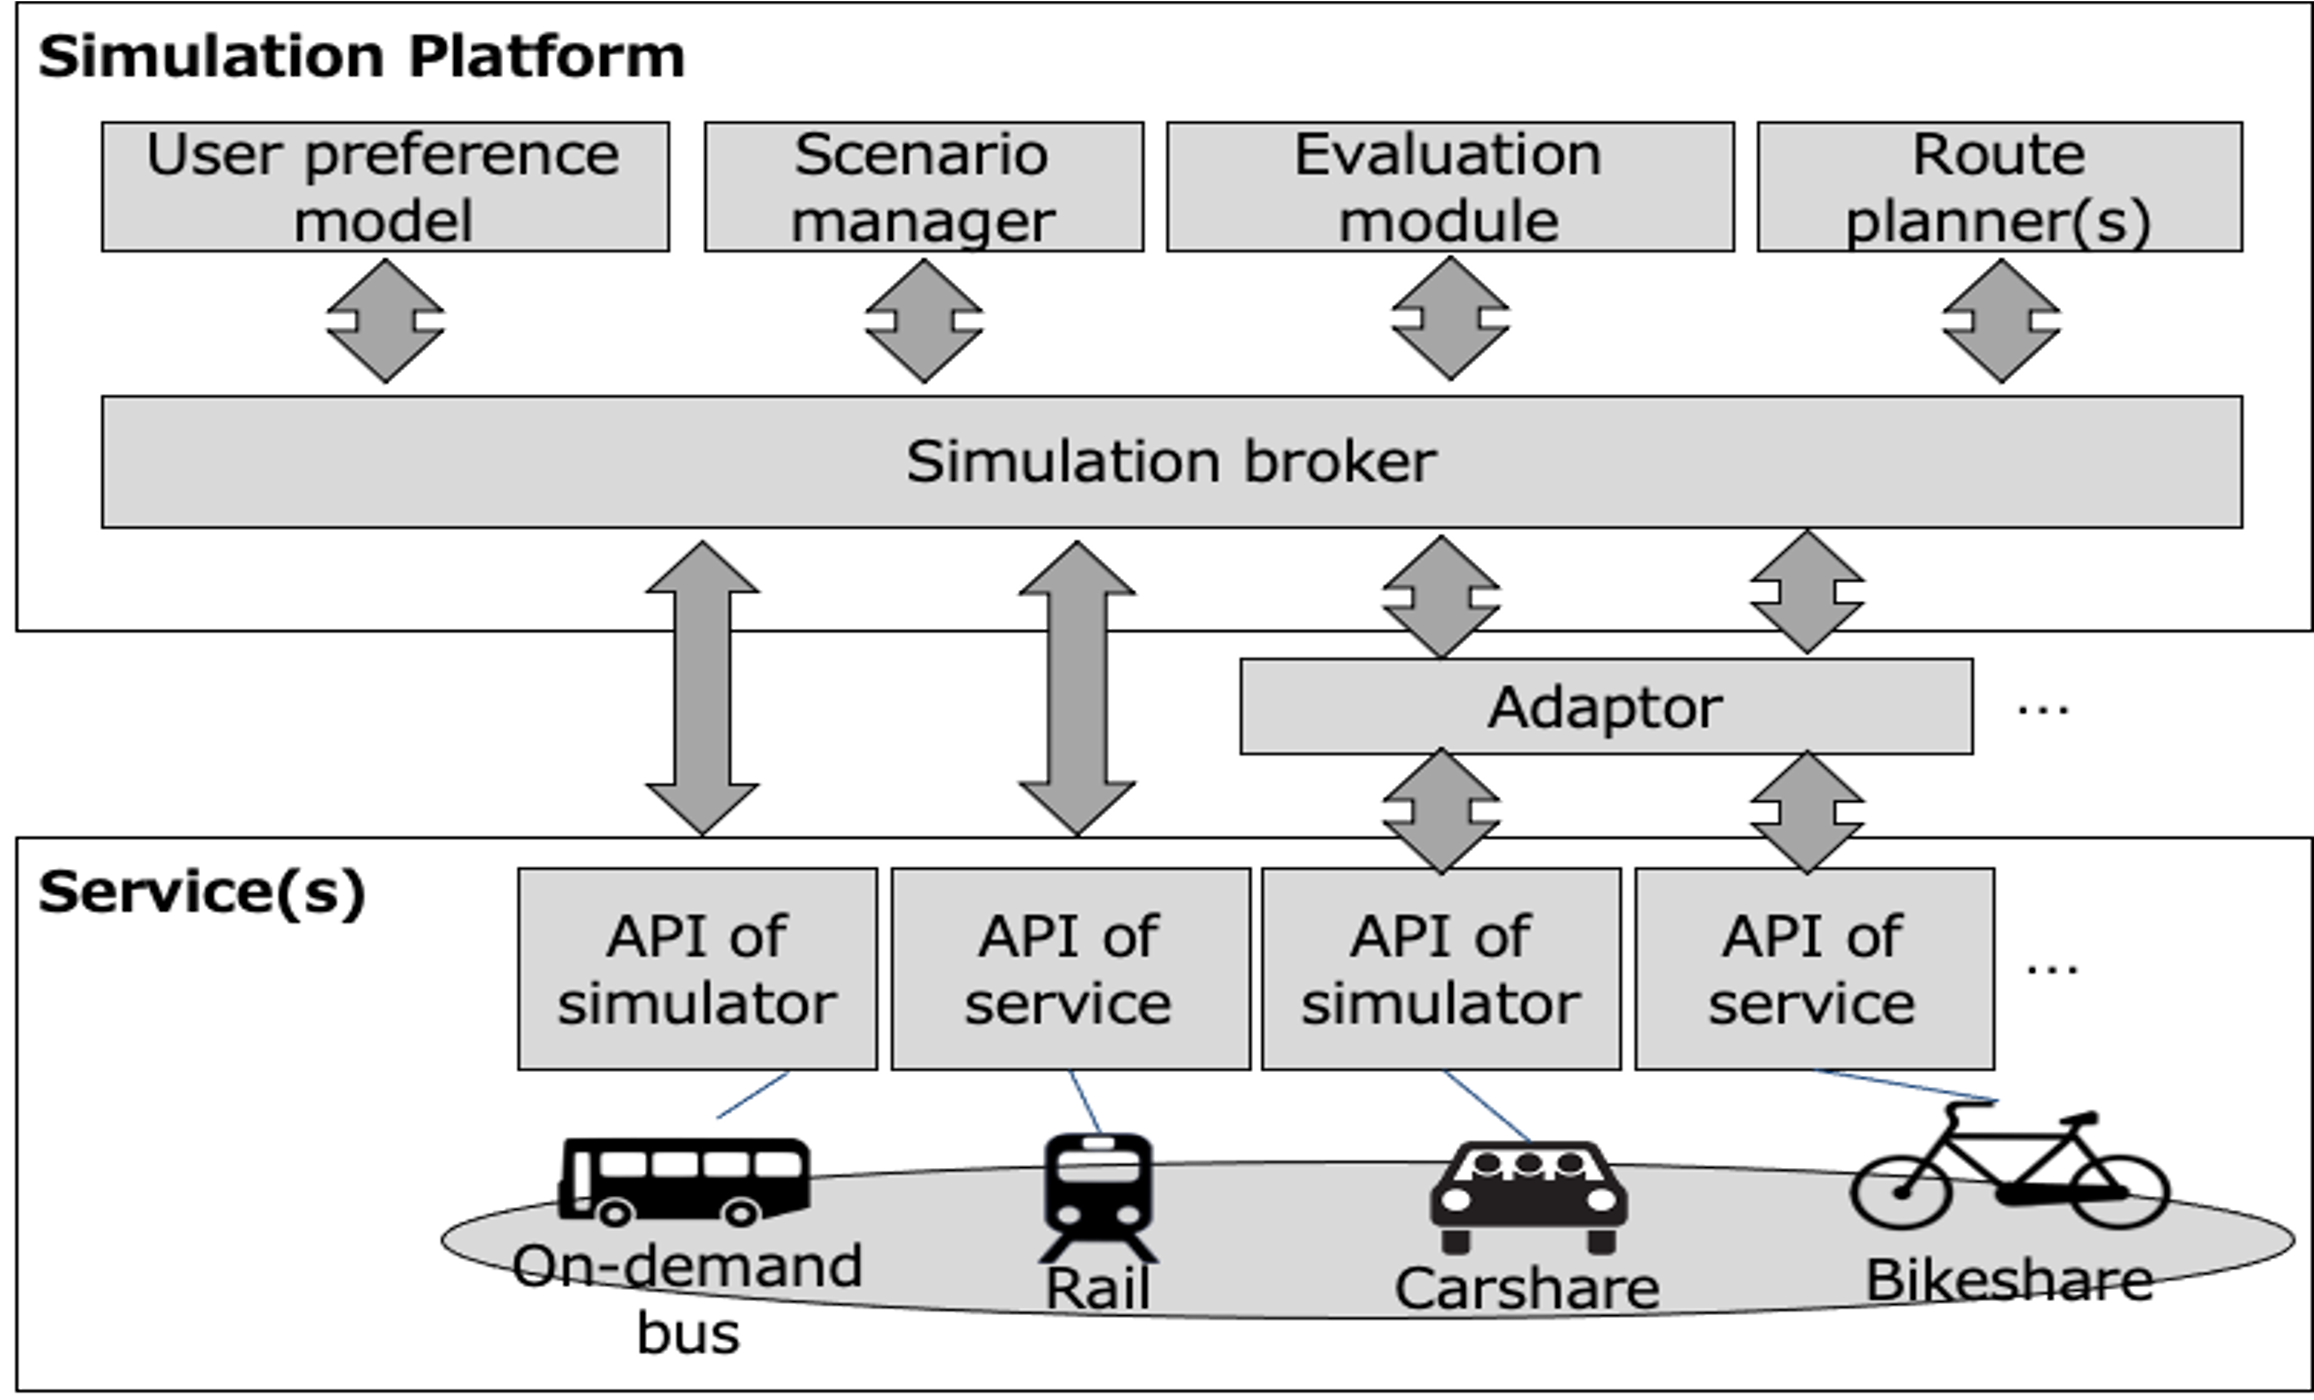 Simulation Platform
User preference
model
Scenario
manager
Evaluation
module
Route
planner(s)
Simulation broker
Adaptor
...
Service(s)
API of
simulator
API of
service
API of
simulator
API of
service
...
On-demand
bus
Rail
Carshare
Bikeshare